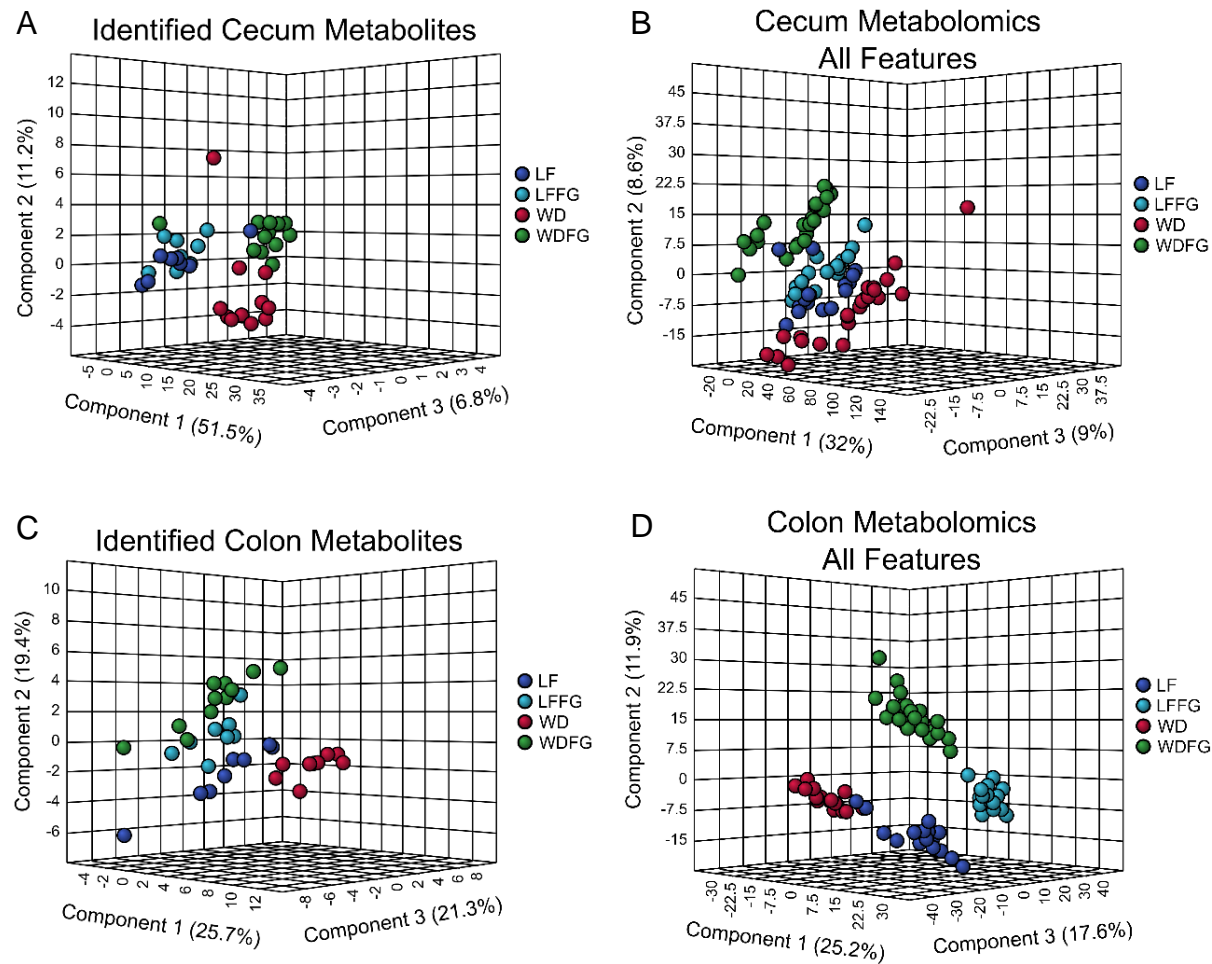 A
Identified Cecum Metabolites
Component 2 (11.2%)
12
10
8
6
4
2
0
-2
-4
-5
0
5
10
15
20
25
30
35
Component 1 (51.5%)
-4
-3
-2
-1
0
1
2
3
4
Component 3 (6.8%)
LF
LFFG
WD
WDFG
B
Cecum Metabolomics
All Features
Component 2 (8.6%)
45
37.5
30
22.5
15
7.5
0
-7.5
-15
-20
0
20
40
60
80
100
120
140
Component 1 (32%)
-22.5
-15
-7.5
0
7.5
15
22.5
30
37.5
Component 3 (9%)
LF
LFFG
WD
WDFG
C
Identified Colon Metabolites
Component 2 (19.4%)
10
8
6
4
2
0
-2
-4
-6
-4
-2
0
2
4
6
8
10
12
Component 1 (25.7%)
-8
-6
-4
-2
0
2
4
6
8
Component 3 (21.3%)
LF
LFFG
WD
WDFG
D
Colon Metabolomics
All Features
Component 2 (11.9%)
45
37.5
30
22.5
15
7.5
0
-7.5
-15
-30
-22.5
-15
-7.5
0
7.5
15
22.5
30
Component 1 (25.2%)
-40
-30
-20
-10
0
10
20
30
40
Component 3 (17.6%)
LF
LFFG
WD
WDFG